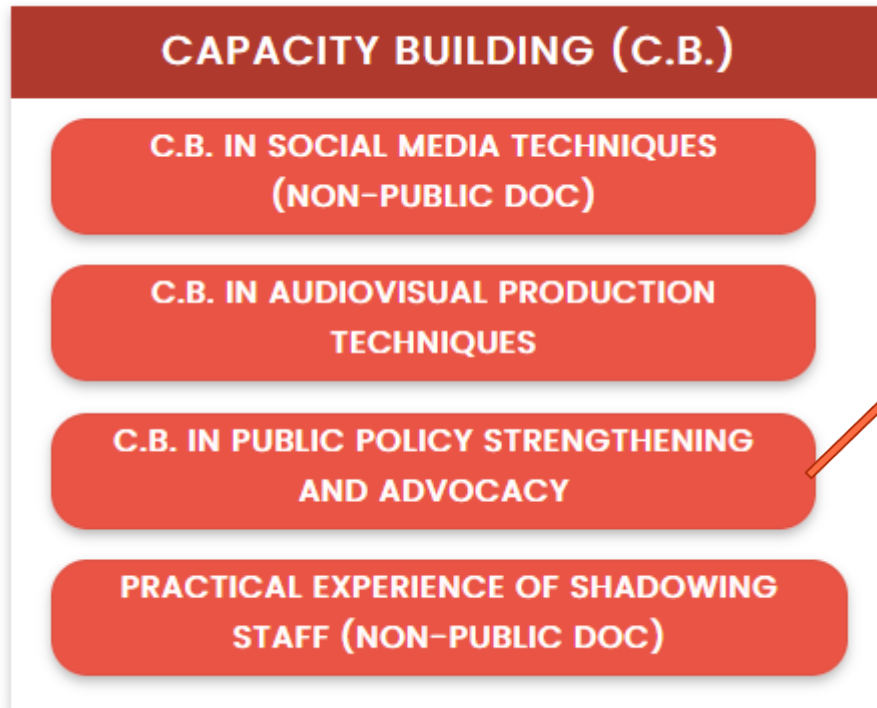 CAPACITY BUILDING (C.B.)
C.B. IN SOCIAL MEDIA TECHNIQUES
(NON-PUBLIC DOC)
C.B. IN AUDIOVISUAL PRODUCTION
TECHNIQUES
C.B. IN PUBLIC POLICY STRENGTHENING
AND ADVOCACY
PRACTICAL EXPERIENCE OF SHADOWING
STAFF (NON-PUBLIC DOC)